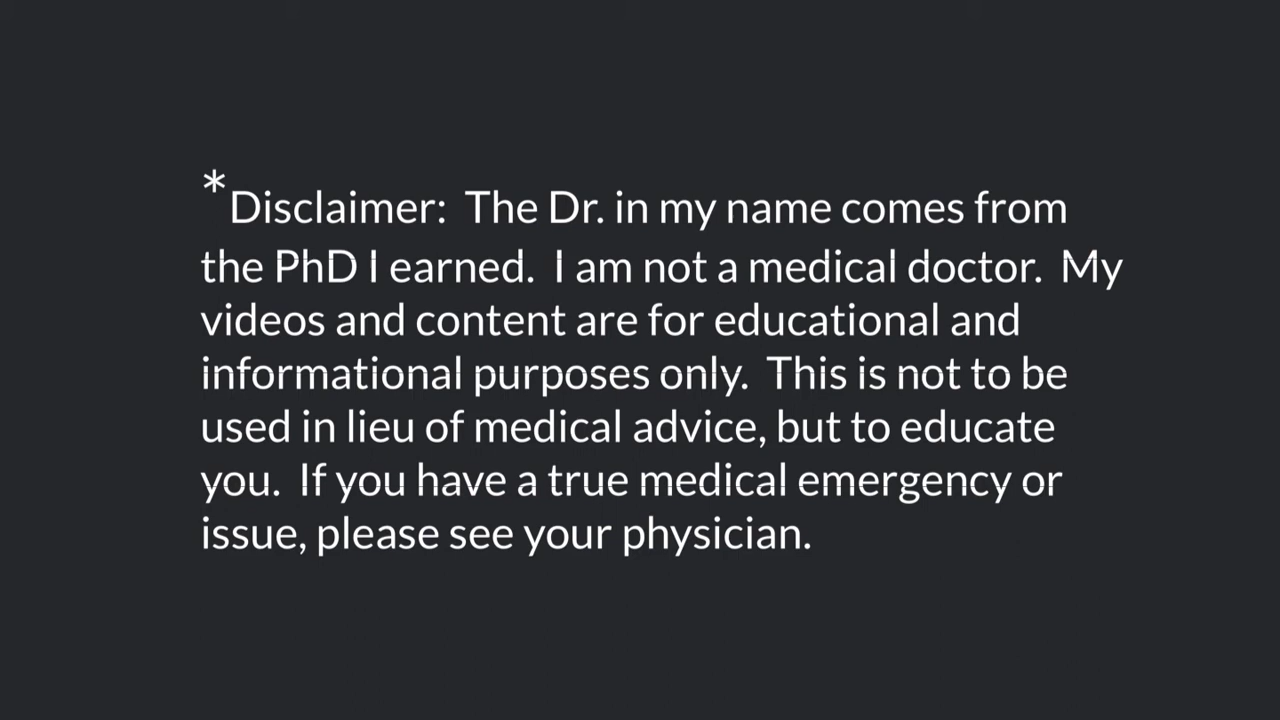 *Disclaimer: The Dr. in my name comes from
the PhD I earned. I am not a medical doctor. My
videos and content are for educational and
informational purposes only. This is not to be
used in lieu of medical advice, but to educate
you. If you have a true medical emergency or
issue, please see your physician.